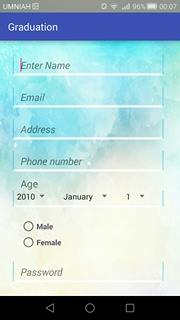 UMNIAH 96% 00:07
Graduation
Enter Name
Email
Address
Phone number
Age
2010 January 1
Male
Female
Password